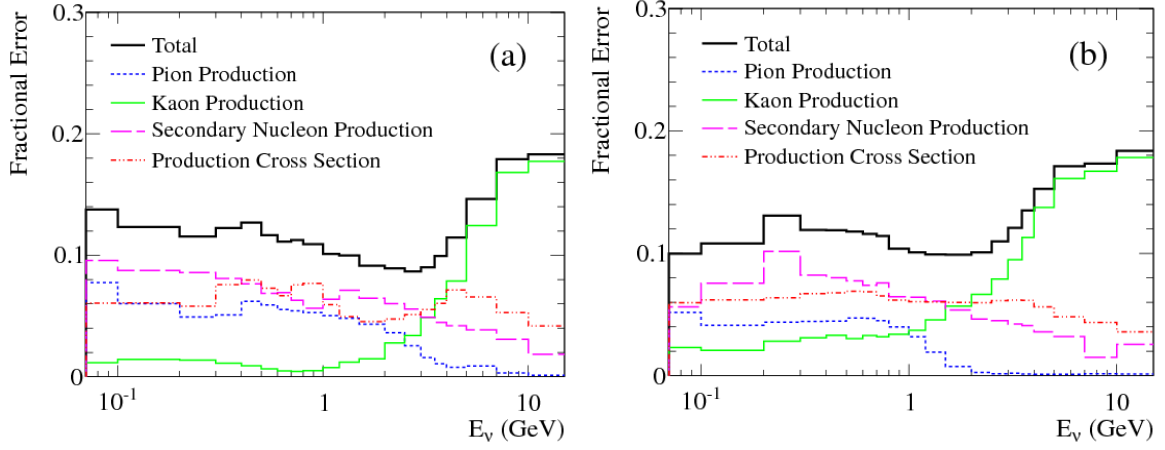 Fractional Error
0.3
0.2
0.1
0
(a)
Total
Pion Production
Kaon Production
Secondary Nucleon Production
Production Cross Section
10⁻¹
1
10
E_ν (GeV)
Fractional Error
0.3
0.2
0.1
0
(b)
Total
Pion Production
Kaon Production
Secondary Nucleon Production
Production Cross Section
10⁻¹
1
10
E_ν (GeV)